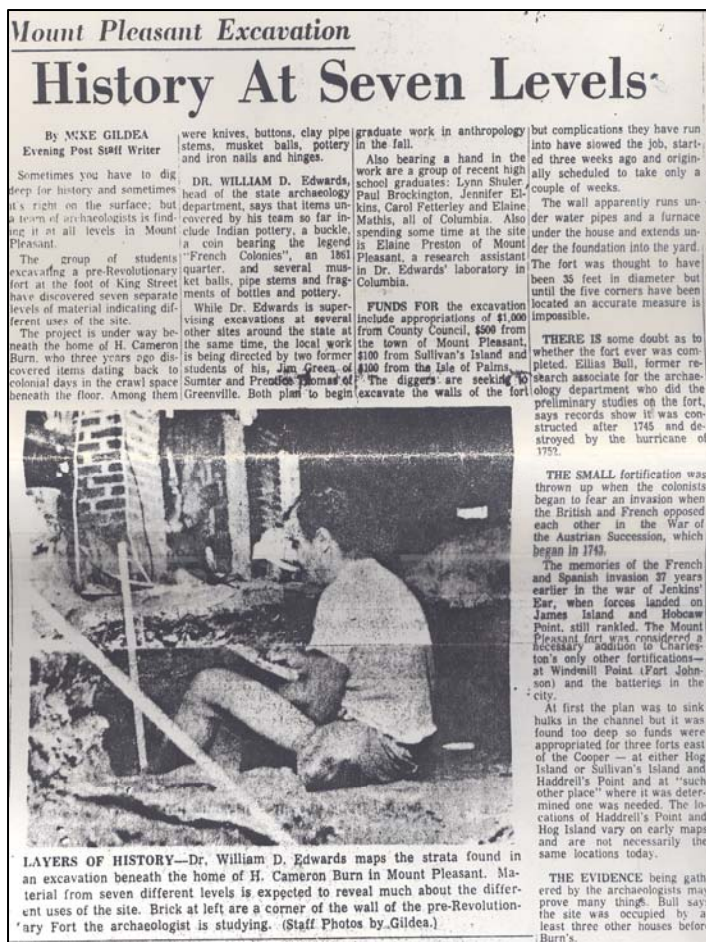 Mount Pleasant Excavation
History At Seven Levels
By MIKE GILDEA
Evening Post Staff Writer
Sometimes you have to dig
deep for history and sometimes
it's right on the surface; but
a team of archaeologists is find-
ing it at all levels in Mount
Pleasant.
The group of students
excavating a pre-Revolutionary
fort at the foot of King Street
have discovered seven separate
levels of material indicating dif-
ferent uses of the site.
The project is under way be-
neath the home of H. Cameron
Burn, who three years ago dis-
covered items dating back to
colonial days in the crawl space
beneath the floor. Among them
were knives, buttons, clay pipe
stems, musket balls, pottery
and iron nails and hinges.
DR. WILLIAM D. Edwards,
head of the state archaeology
department, says that items un-
covered by his team so far in-
clude Indian pottery, a buckle,
a coin bearing the legend
"French Colonies", an 1861
quarter, and several mus-
ket balls, pipe stems and frag-
ments of bottles and pottery.
While Dr. Edwards is super-
vising excavations at several
other sites around the state at
the same time, the local work
is being directed by two former
students of his, Jim Green of
Sumter and Prentice Thomas of
Greenville. Both plan to begin
graduate work in anthropology
in the fall.
Also bearing a hand in the
work are a group of recent high
school graduates: Lynn Shuler,
Paul Brockington, Jennifer El-
kins, Carol Fetterley and Elaine
Mathis, all of Columbia. Also
spending some time at the site
is Elaine Preston of Mount
Pleasant, a research assistant
in Dr. Edwards' laboratory in
Columbia.
FUNDS FOR the excavation
include appropriations of $1,000
from County Council, $500 from
the town of Mount Pleasant,
$100 from Sullivan's Island and
$100 from the Isle of Palms.
The diggers are seeking to
excavate the walls of the fort
but complications they have run
into have slowed the job, start-
ed three weeks ago and origin-
ally scheduled to take only a
couple of weeks.
The wall apparently runs un-
der water pipes and a furnace
under the house and extends un-
der the foundation into the yard.
The fort was thought to have
been 35 feet in diameter but
until the five corners have been
located an accurate measure is
impossible.
THERE IS some doubt as to
whether the fort ever was com-
pleted. Ellias Bull, former re-
search associate for the archae-
ology department who did the
preliminary studies on the fort,
says records show it was con-
structed after 1745 and de-
stroyed by the hurricane of
1752.
THE SMALL fortification was
thrown up when the colonists
began to fear an invasion when
the British and French opposed
each other in the War of
the Austrian Succession, which
began in 1743.
The memories of the French
and Spanish invasion 37 years
earlier in the war of Jenkins'
Ear, when forces landed on
James Island and Hobcaw
Point, still rankled. The Mount
Pleasant fort was considered a
necessary addition to Charles-
ton's only other fortifications—
at Windmill Point (Fort John-
son) and the batteries in the
city.
At first the plan was to sink
hulks in the channel but it was
found too deep so funds were
appropriated for three forts east
of the Cooper — at either Hog
Island or Sullivan's Island and
Haddrell's Point and at "such
other place" where it was deter-
mined one was needed. The lo-
cations of Haddrell's Point and
Hog Island vary on early maps
and are not necessarily the
same locations today.
THE EVIDENCE being gath
ered by the archaeologists may
prove many things. Bull say
the site was occupied by a
least three other houses before
Burn's.
LAYERS OF HISTORY—Dr. William D. Edwards maps the strata found in
an excavation beneath the home of H. Cameron Burn in Mount Pleasant. Ma-
terial from seven different levels is expected to reveal much about the differ-
ent uses of the site. Brick at left are a corner of the wall of the pre-Revolution-
ary Fort the archaeologist is studying. (Staff Photos by Gildea.)